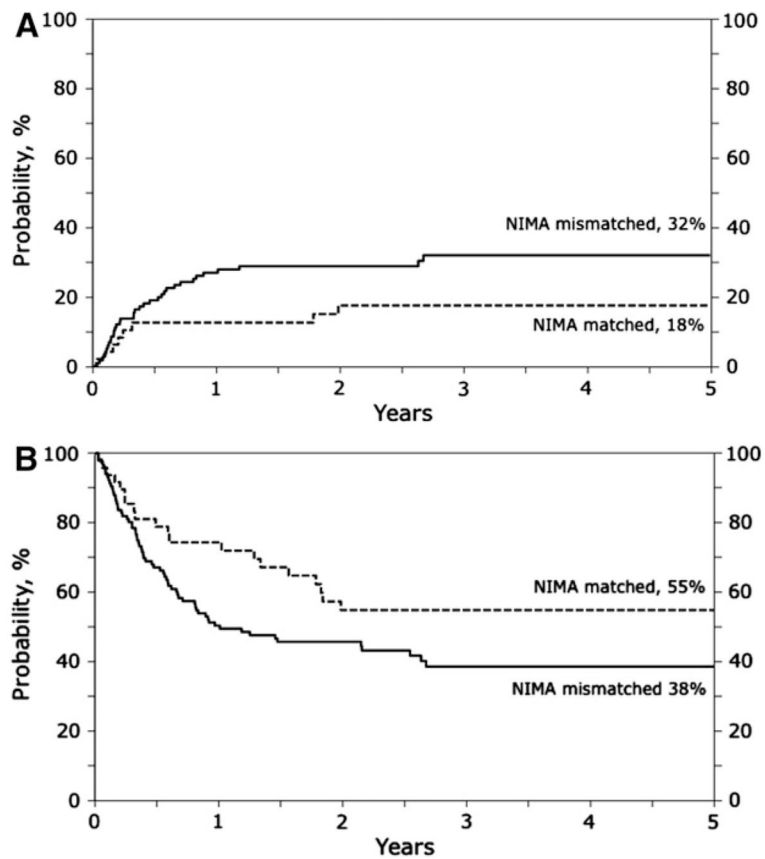 A
100 100
80 80
60 60
40 40
20 20
0 0
Probability, %
NIMA mismatched, 32%
NIMA matched, 18%
0 1 2 3 4 5
Years
B
100 100
80 80
60 60
40 40
20 20
0 0
Probability, %
NIMA matched, 55%
NIMA mismatched 38%
0 1 2 3 4 5
Years